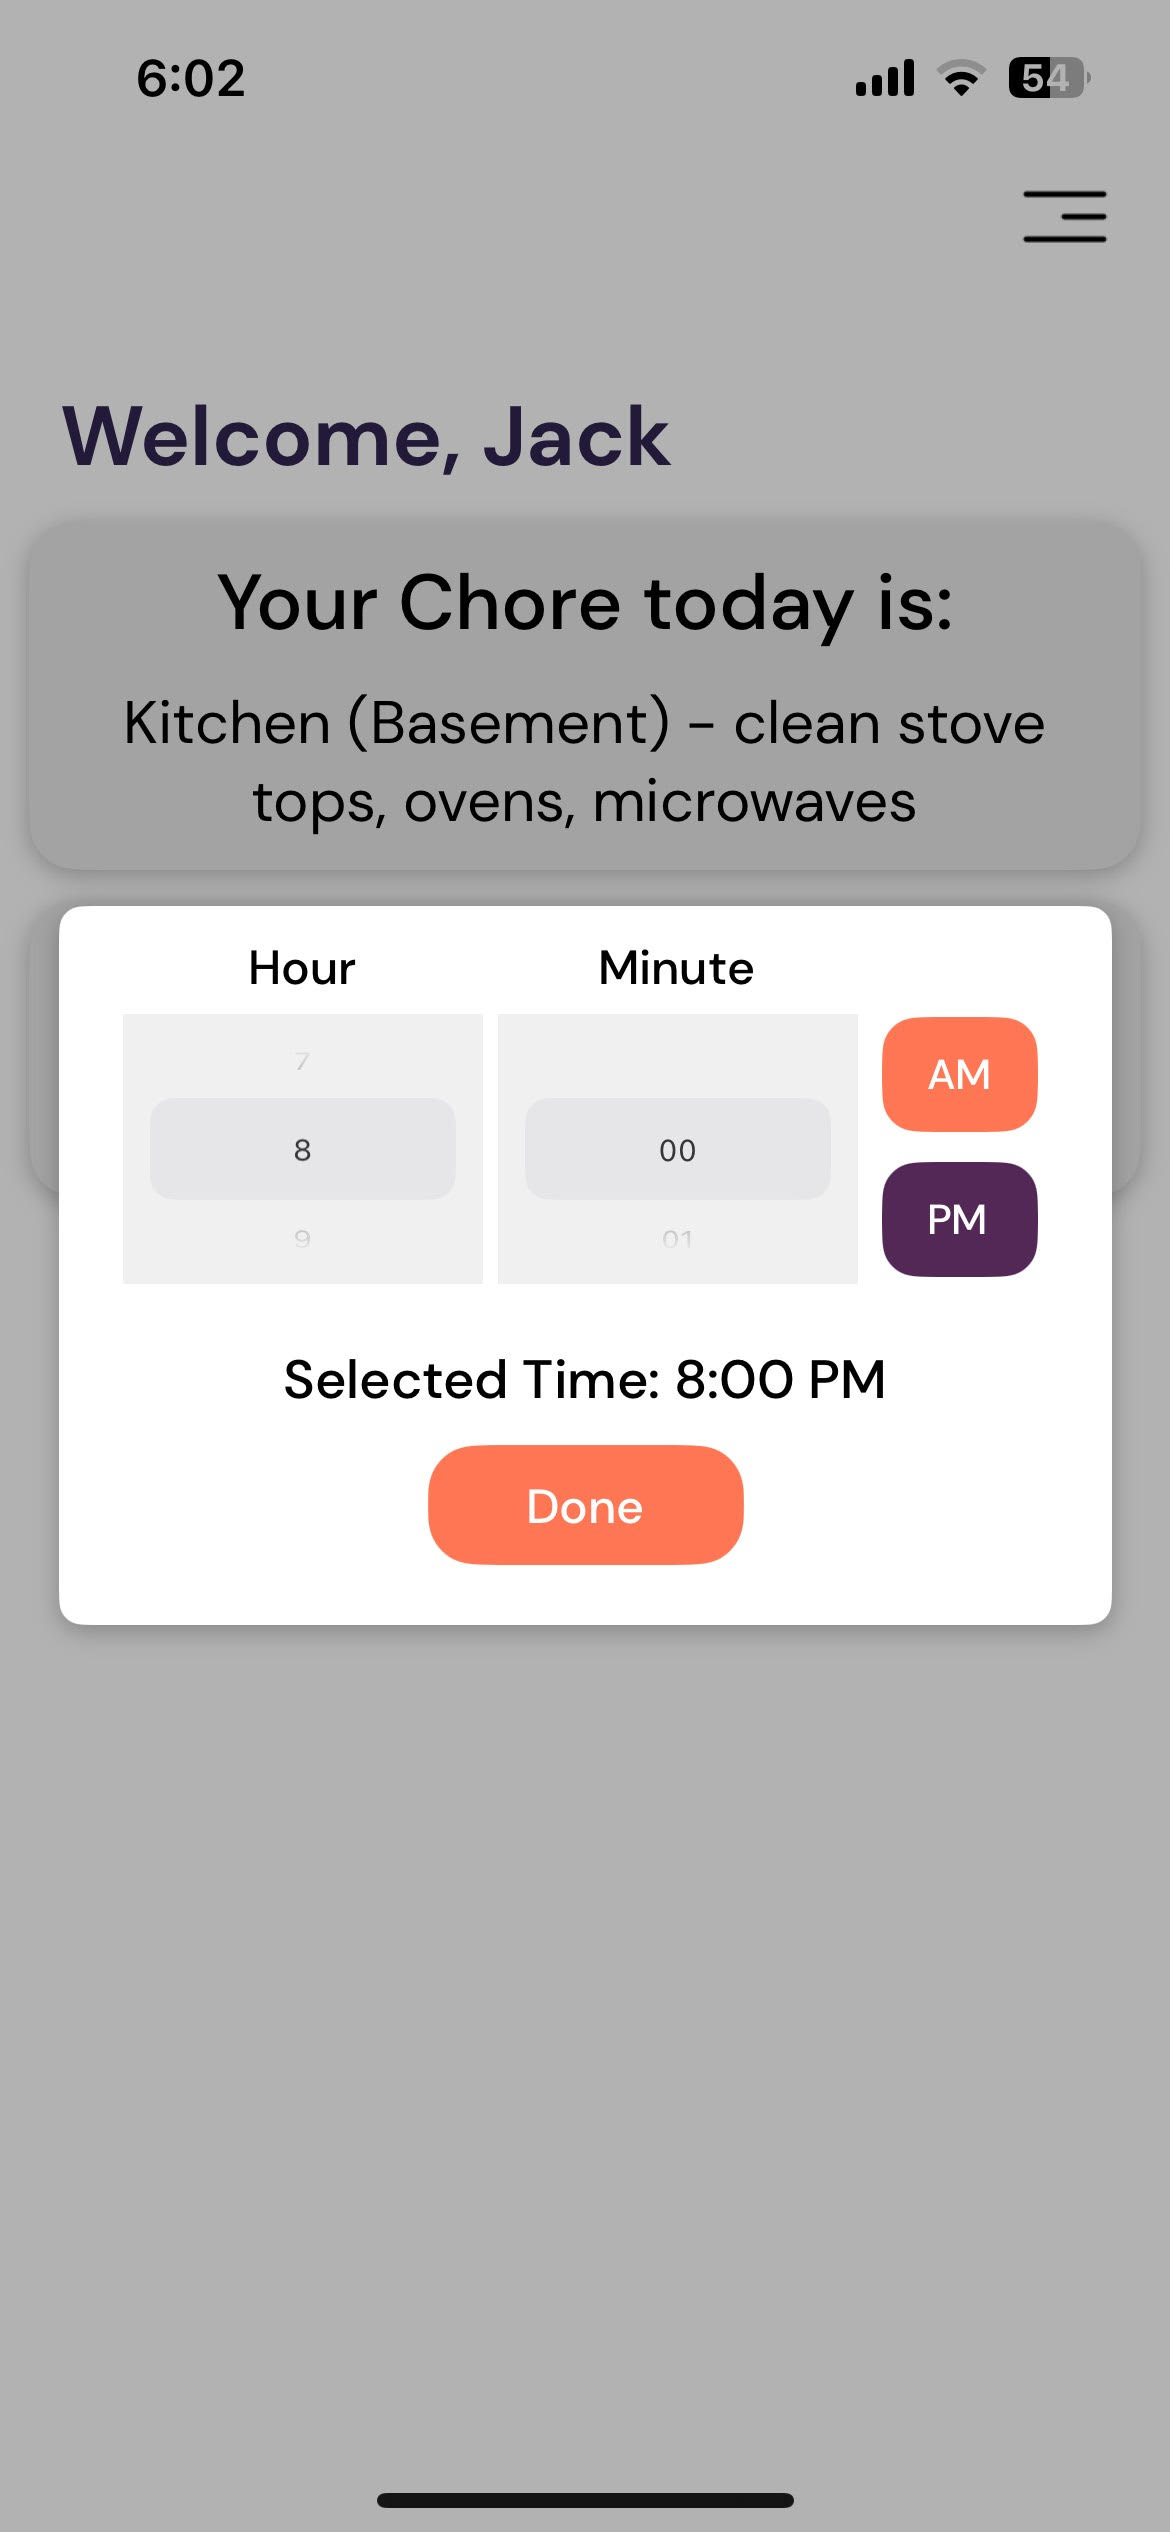 6:02
54
Welcome, Jack
Your Chore today is:
Kitchen (Basement) - clean stove
tops, ovens, microwaves
Hour Minute
7
8 00
9 01
AM
PM
Selected Time: 8:00 PM
Done